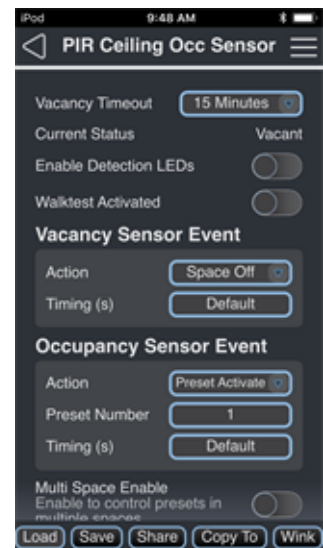 iPod 9:48 AM
PIR Ceiling Occ Sensor
Vacancy Timeout 15 Minutes
Current Status Vacant
Enable Detection LEDs
Walktest Activated
Vacancy Sensor Event
Action Space Off
Timing (s) Default
Occupancy Sensor Event
Action Preset Activate
Preset Number 1
Timing (s) Default
Multi Space Enable
Enable to control presets in
multiple spaces
Load Save Share Copy To Wink